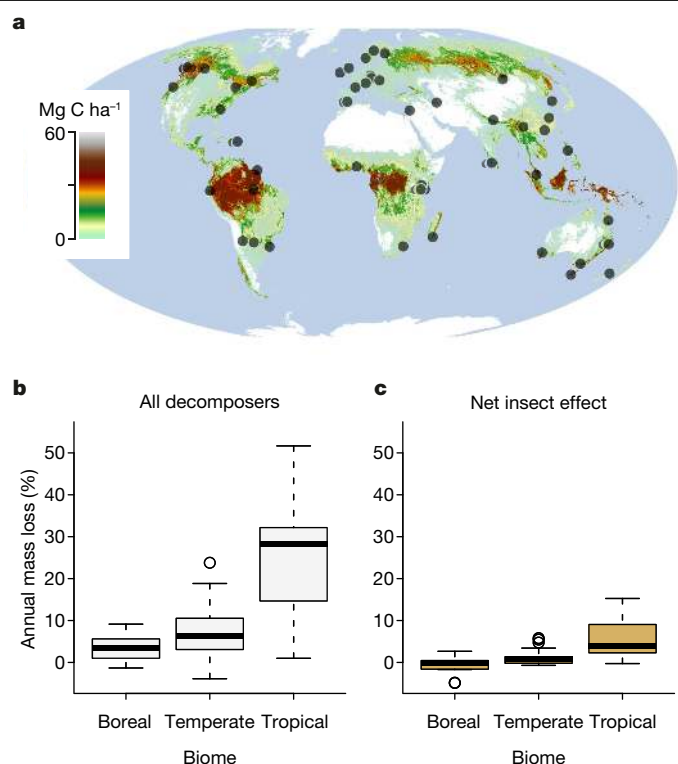 a
Mg C ha⁻¹
60
0
b
All decomposers
Annual mass loss (%)
50
40
30
20
10
0
Boreal Temperate Tropical
Biome
c
Net insect effect
50
40
30
20
10
0
Boreal Temperate Tropical
Biome